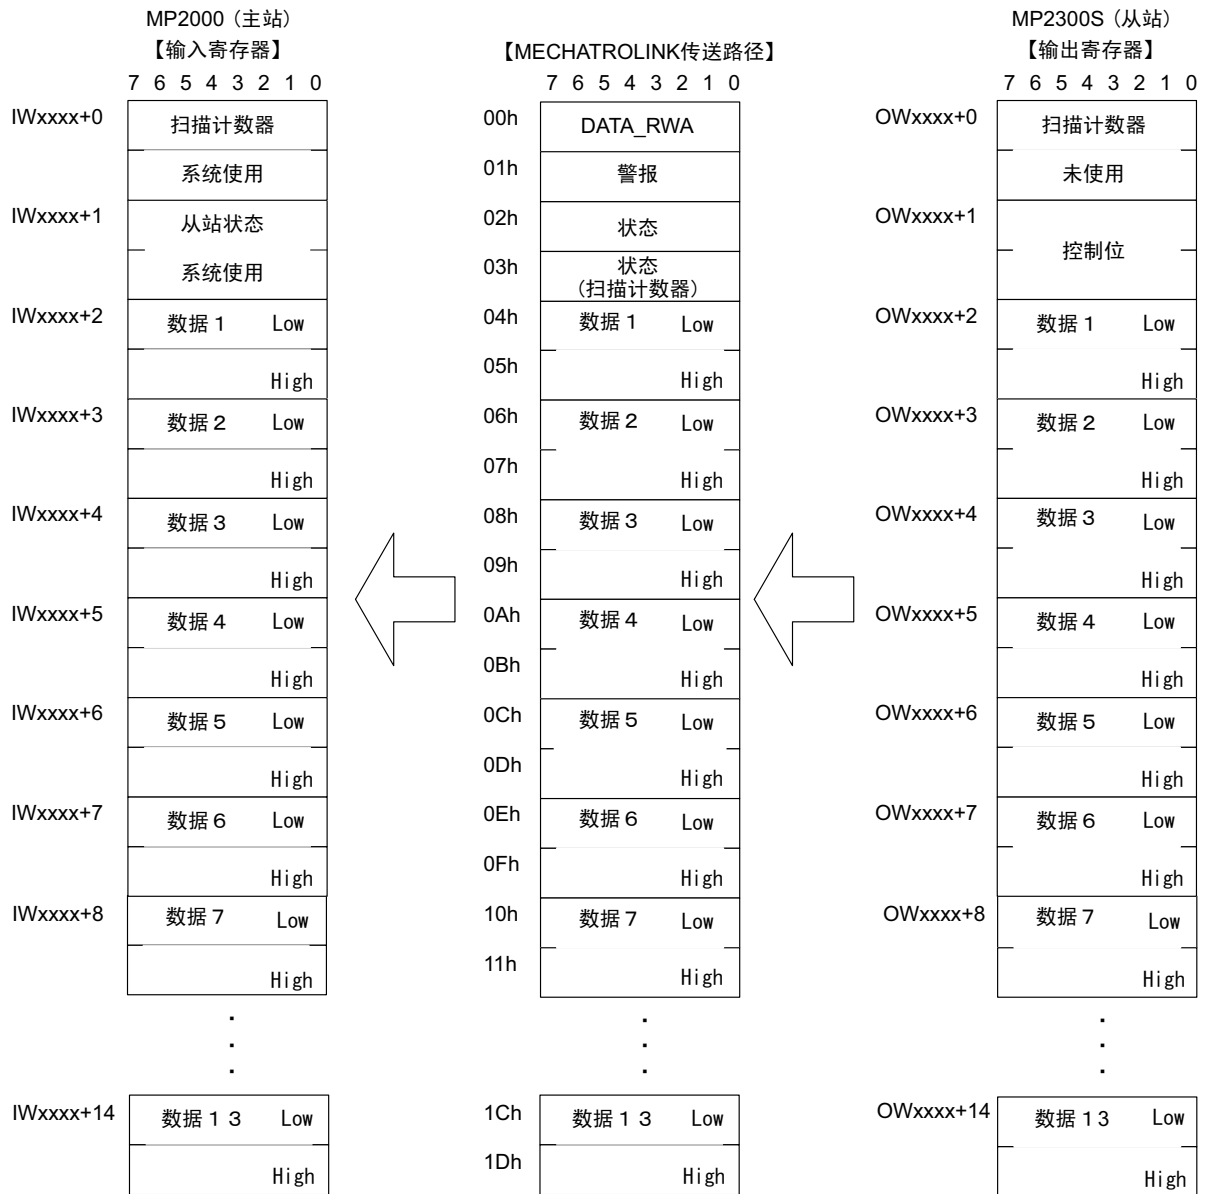 MP2000（主站） MP2300S（从站）
【输入寄存器】 【MECHATROLINK传送路径】 【输出寄存器】
7 6 5 4 3 2 1 0 7 6 5 4 3 2 1 0 7 6 5 4 3 2 1 0
IWxxxx+0 扫描计数器 00h DATA_RWA OWxxxx+0 扫描计数器
系统使用 01h 警报 未使用
IWxxxx+1 从站状态 02h 状态 OWxxxx+1 控制位
系统使用 03h 状态
（扫描计数器）
IWxxxx+2 数据1 Low 04h 数据1 Low OWxxxx+2 数据1 Low
High 05h High High
IWxxxx+3 数据2 Low 06h 数据2 Low OWxxxx+3 数据2 Low
High 07h High High
IWxxxx+4 数据3 Low 08h 数据3 Low OWxxxx+4 数据3 Low
High 09h High High
IWxxxx+5 数据4 Low 0Ah 数据4 Low OWxxxx+5 数据4 Low
High 0Bh High High
IWxxxx+6 数据5 Low 0Ch 数据5 Low OWxxxx+6 数据5 Low
High 0Dh High High
IWxxxx+7 数据6 Low 0Eh 数据6 Low OWxxxx+7 数据6 Low
High 0Fh High High
IWxxxx+8 数据7 Low 10h 数据7 Low OWxxxx+8 数据7 Low
High 11h High High
IWxxxx+14 数据13 Low 1Ch 数据13 Low OWxxxx+14 数据13 Low
High 1Dh High High